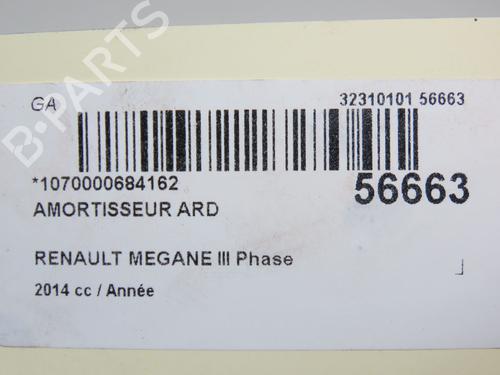 GA
32310101 56663
*1070000684162
56663
AMORTISSEUR ARD
RENAULT MEGANE III Phase
2014 cc / Année
B-PARTS